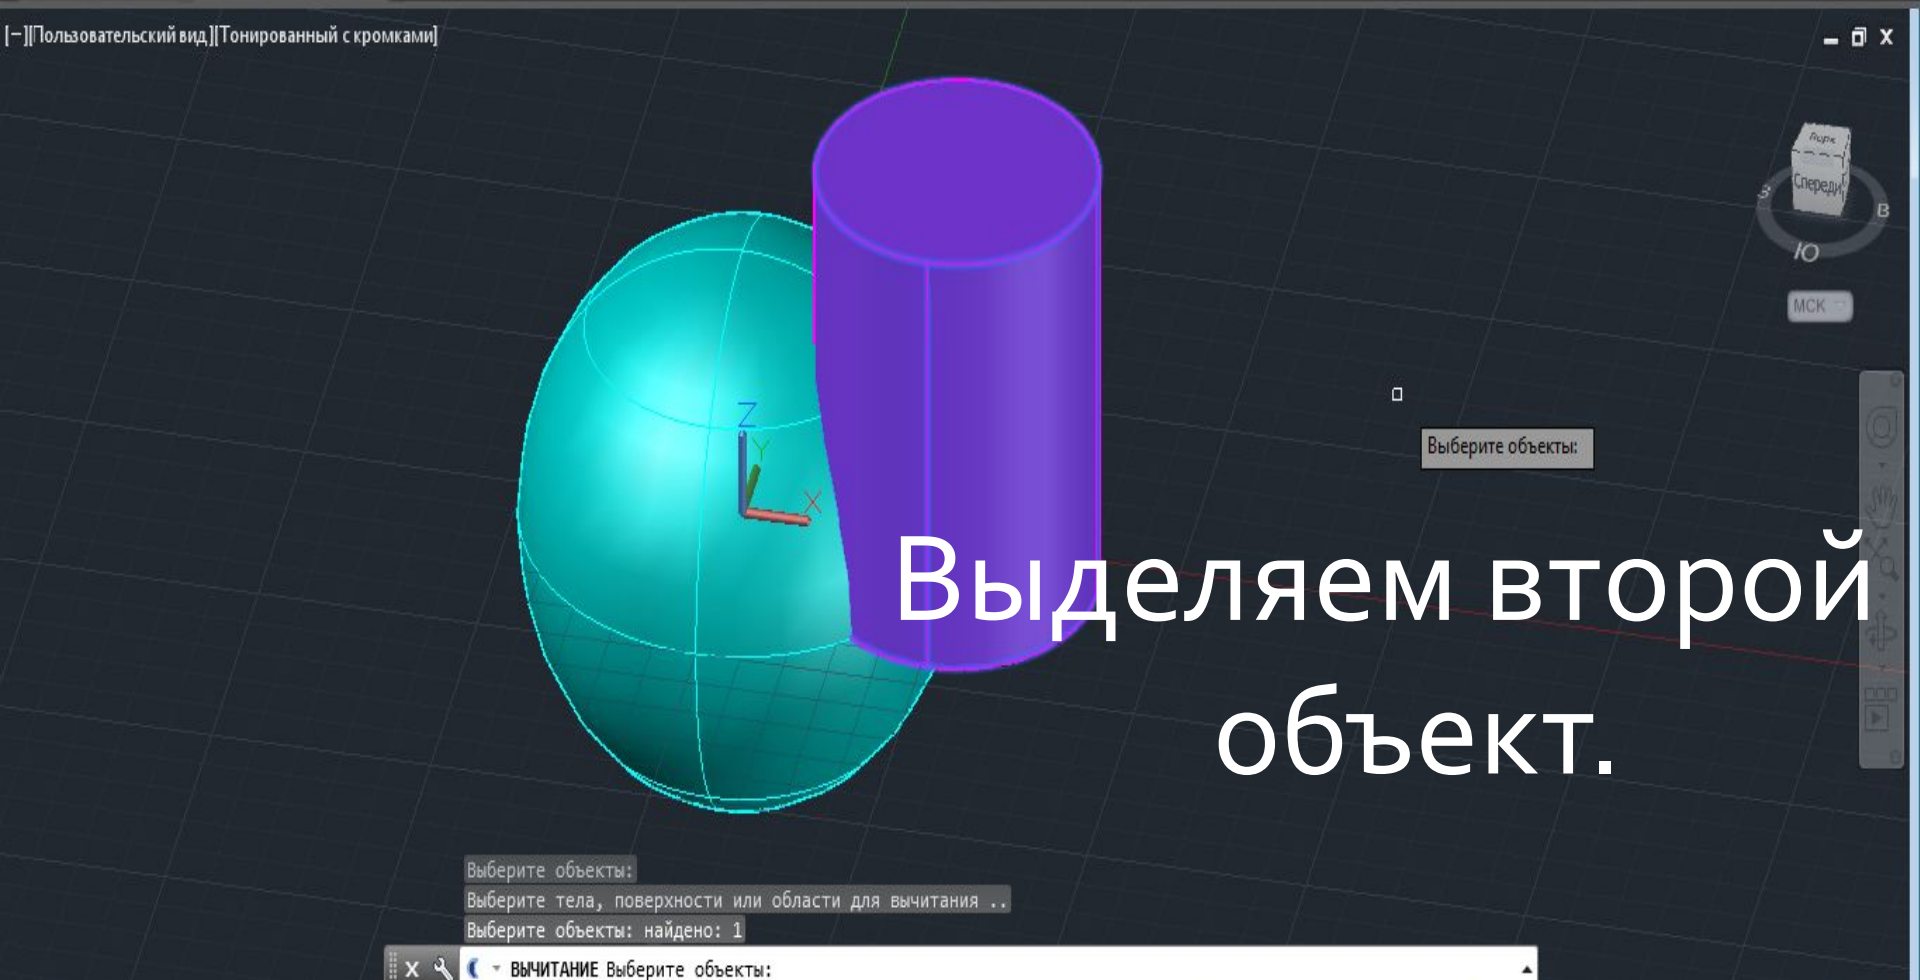 [−][Пользовательский вид][Тонированный с кромками]
Спереди
В
Ю
МСК
Z
Y
X
Выберите объекты:
Выделяем второй
объект.
Выберите объекты:
Выберите тела, поверхности или области для вычитания ..
Выберите объекты: найдено: 1
ВЫЧИТАНИЕ Выберите объекты: